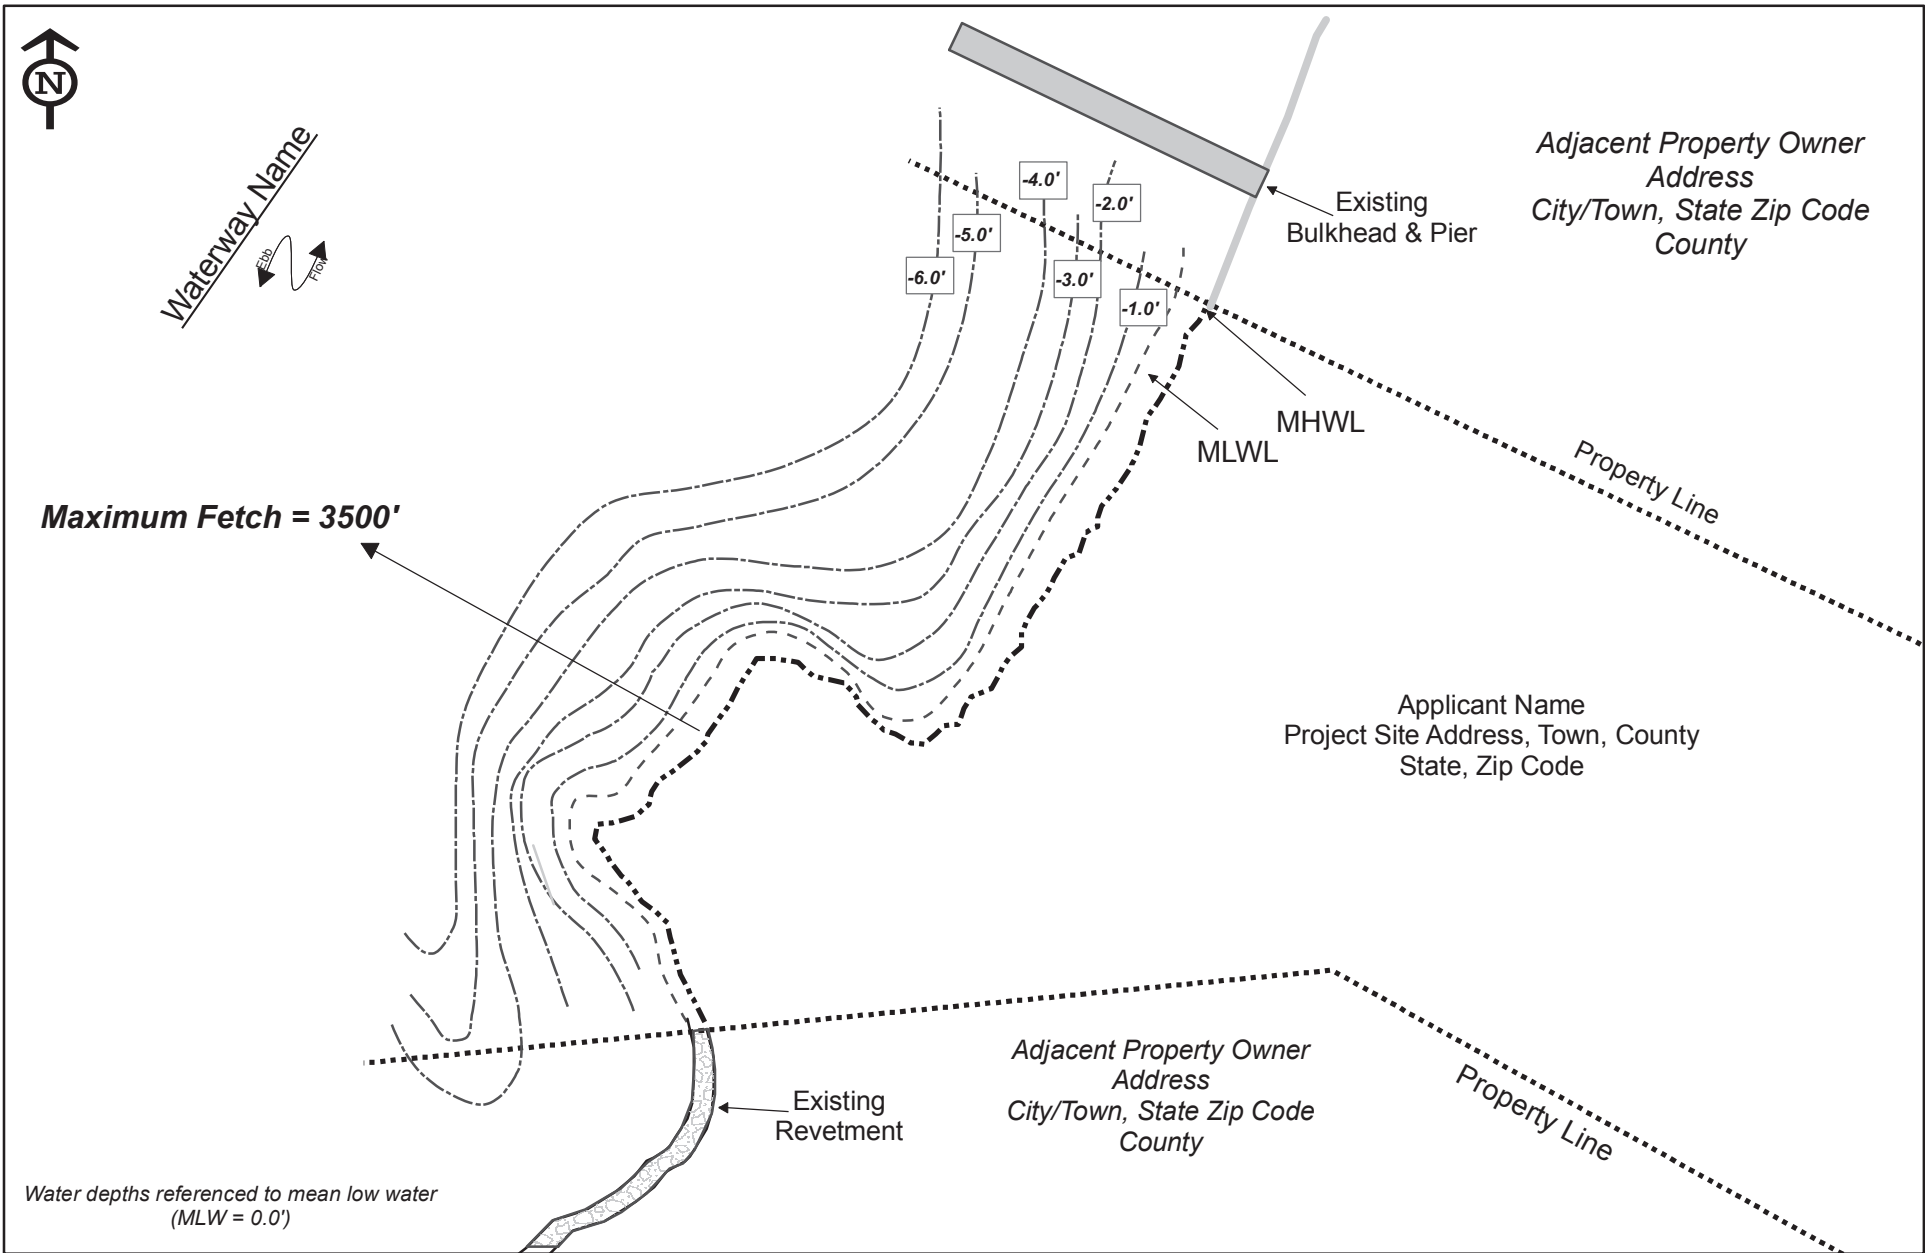 N
Waterway Name
Ebb
Flow
-4.0'
-2.0'
-5.0'
-6.0'
-3.0'
-1.0'
Existing
Bulkhead & Pier
Adjacent Property Owner
Address
City/Town, State Zip Code
County
MHWL
MLWL
Property Line
Maximum Fetch = 3500'
Applicant Name
Project Site Address, Town, County
State, Zip Code
Adjacent Property Owner
Address
City/Town, State Zip Code
County
Property Line
Existing
Revetment
Water depths referenced to mean low water
(MLW = 0.0')